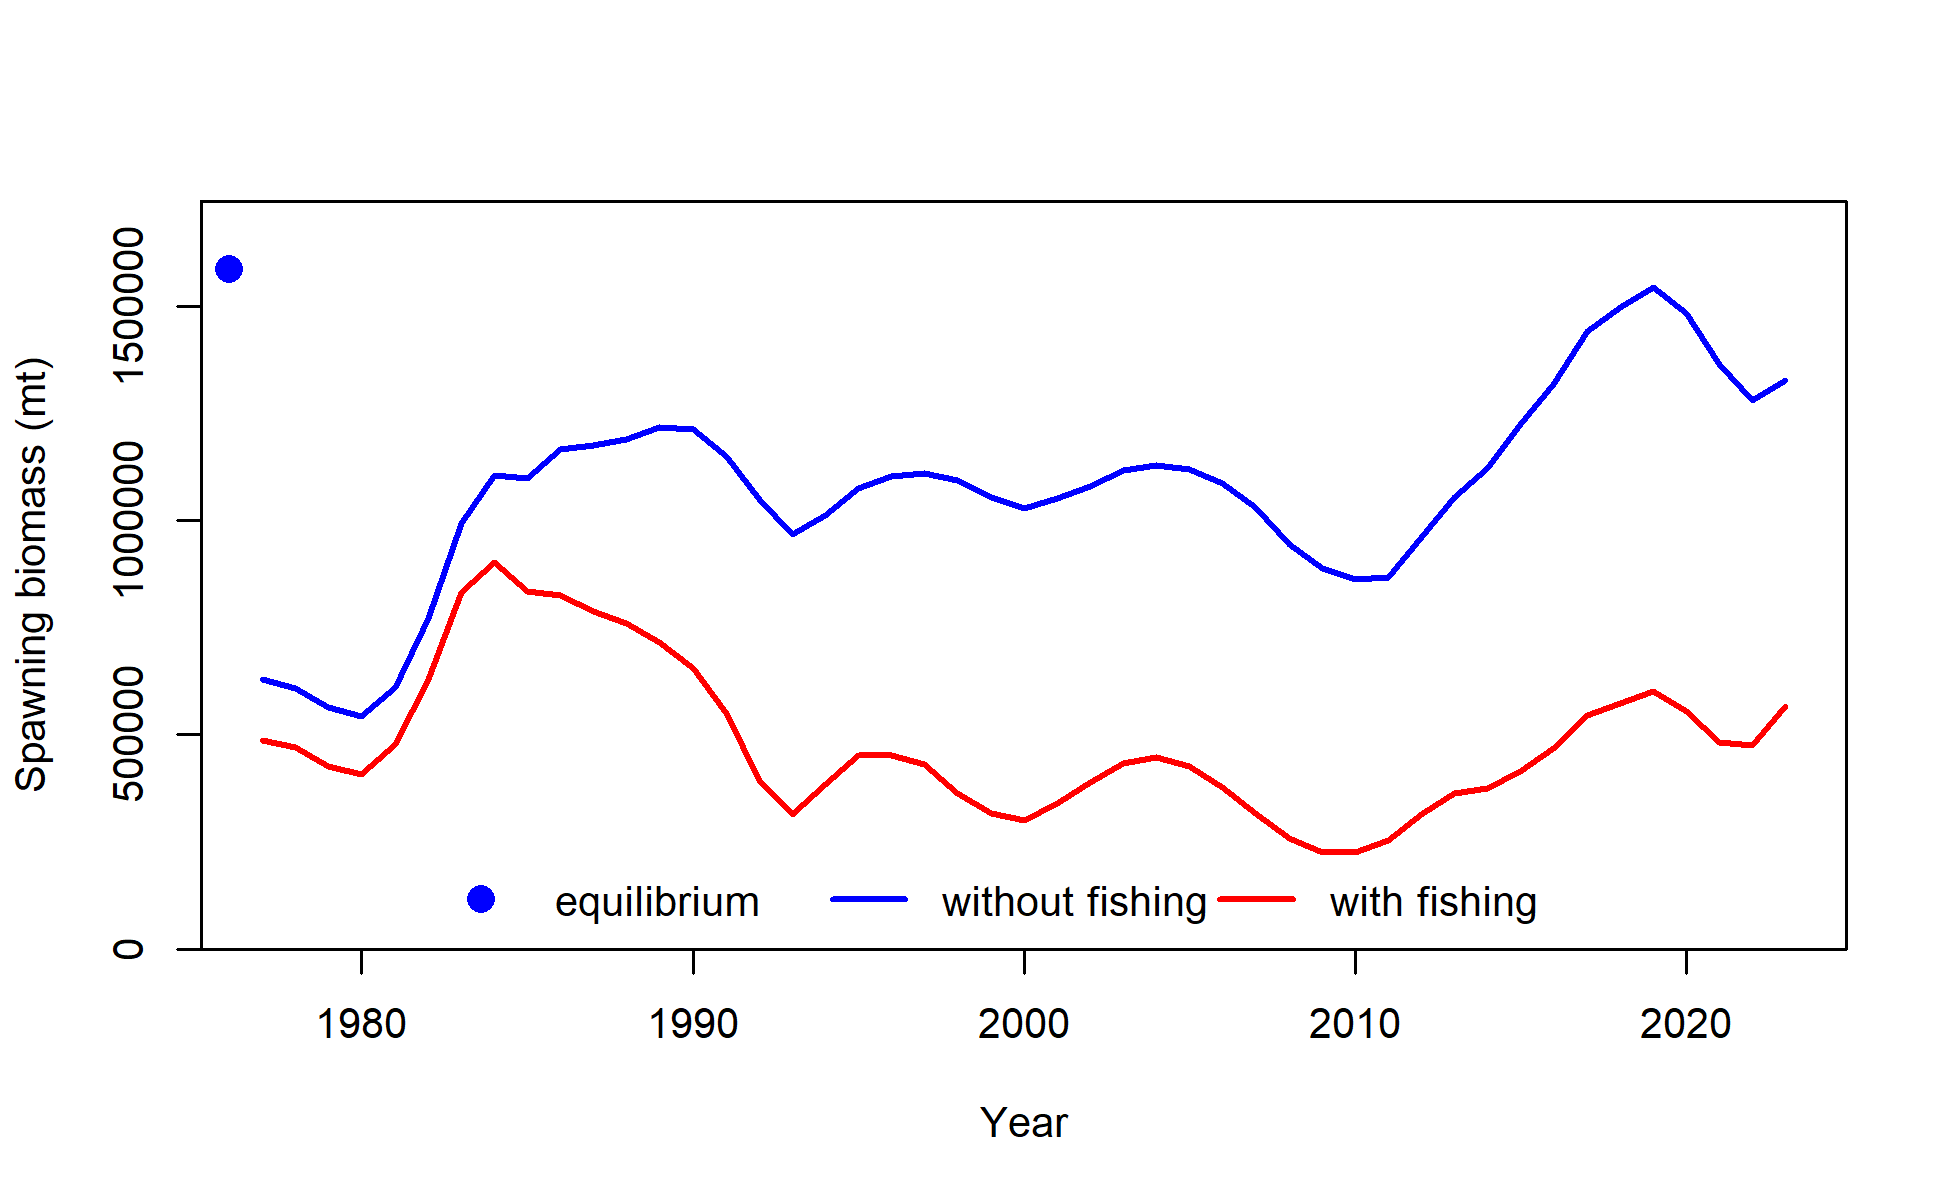 Spawning biomass (mt)
1500000
1000000
500000
0
equilibrium without fishing with fishing
1980 1990 2000 2010 2020
Year